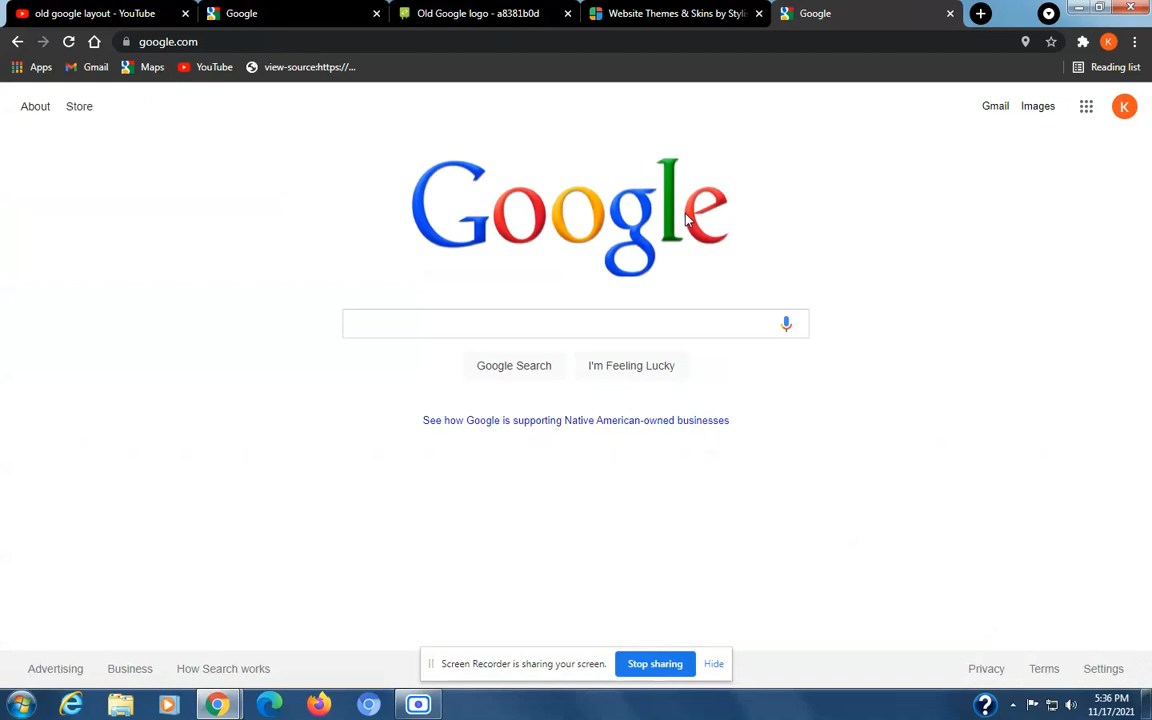 old google layout - YouTube
Google
Old Google logo - a8381b0d
Website Themes & Skins by Styli
Google
google.com
K
Apps
Gmail
Maps
YouTube
view-source:https://...
Reading list
About
Store
Gmail
Images
K
Google
Google Search
I'm Feeling Lucky
See how Google is supporting Native American-owned businesses
Advertising
Business
How Search works
Screen Recorder is sharing your screen.
Stop sharing
Hide
Privacy
Terms
Settings
5:36 PM
11/17/2021